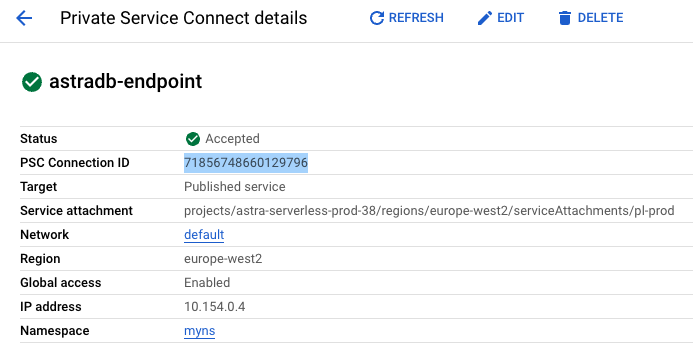 Private Service Connect details REFRESH EDIT DELETE
astradb-endpoint
Status Accepted
PSC Connection ID 71856748660129796
Target Published service
Service attachment projects/astra-serverless-prod-38/regions/europe-west2/serviceAttachments/pl-prod
Network default
Region europe-west2
Global access Enabled
IP address 10.154.0.4
Namespace myns